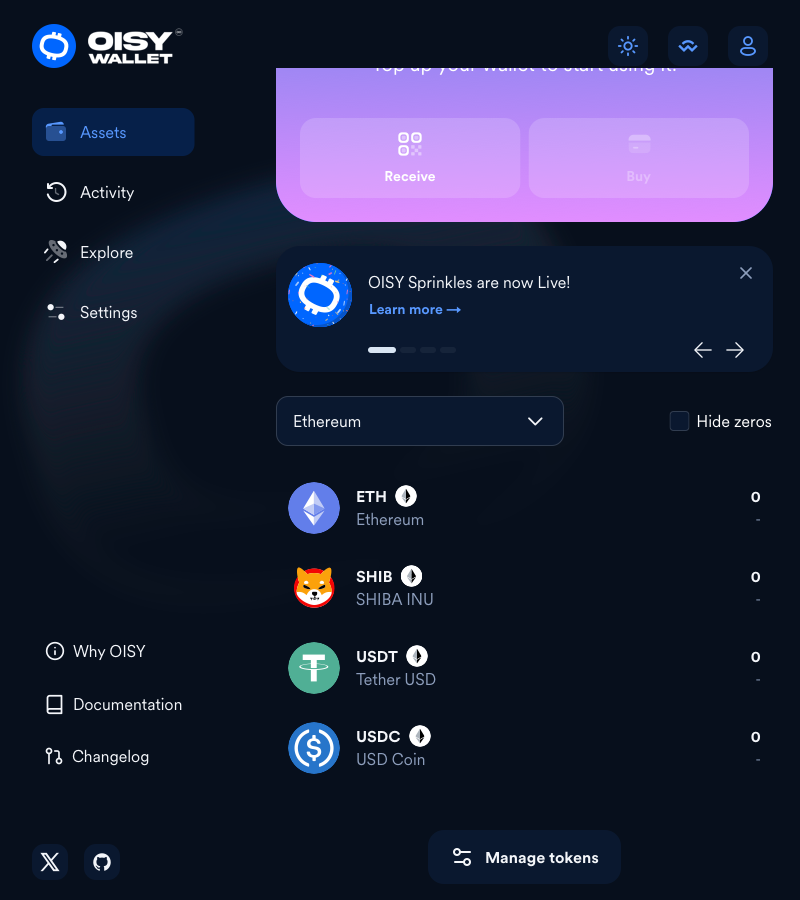 OISY
WALLET
Top up your wallet to start using it!
Receive
Buy
Assets
Activity
Explore
Settings
OISY Sprinkles are now Live!
Learn more →
Ethereum
Hide zeros
ETH
0
Ethereum
-
SHIB
0
SHIBA INU
-
USDT
0
Tether USD
-
USDC
0
USD Coin
-
Why OISY
Documentation
Changelog
Manage tokens